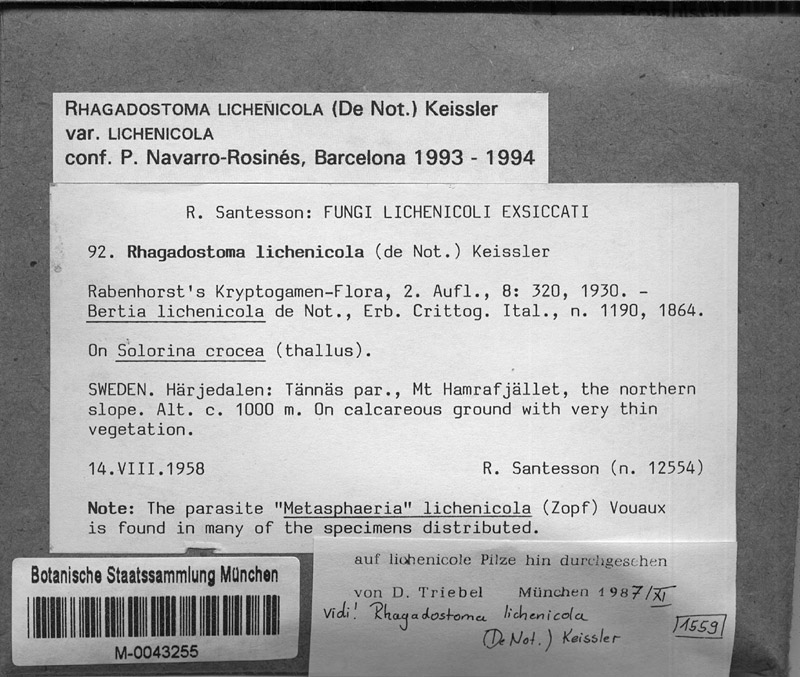 RHAGADOSTOMA LICHENICOLA (De Not.) Keissler
var. LICHENICOLA
conf. P. Navarro-Rosinés, Barcelona 1993 - 1994
R. Santesson: FUNGI LICHENICOLI EXSICCATI
92. Rhagadostoma lichenicola (de Not.) Keissler
Rabenhorst's Kryptogamen-Flora, 2. Aufl., 8: 320, 1930. -
Bertia lichenicola de Not., Erb. Crittog. Ital., n. 1190, 1864.
On Solorina crocea (thallus).
SWEDEN. Härjedalen: Tännäs par., Mt Hamrafjället, the northern
slope. Alt. c. 1000 m. On calcareous ground with very thin
vegetation.
14.VIII.1958 R. Santesson (n. 12554)
Note: The parasite "Metasphaeria" lichenicola (Zopf) Vouaux
is found in many of the specimens distributed.
auf lichenicole Pilze hin durchgesehen
von D. Triebel München 1987/XI
Vidi! Rhagadostoma lichenicola
(De Not.) Keissler
1559
Botanische Staatssammlung München
M-0043255